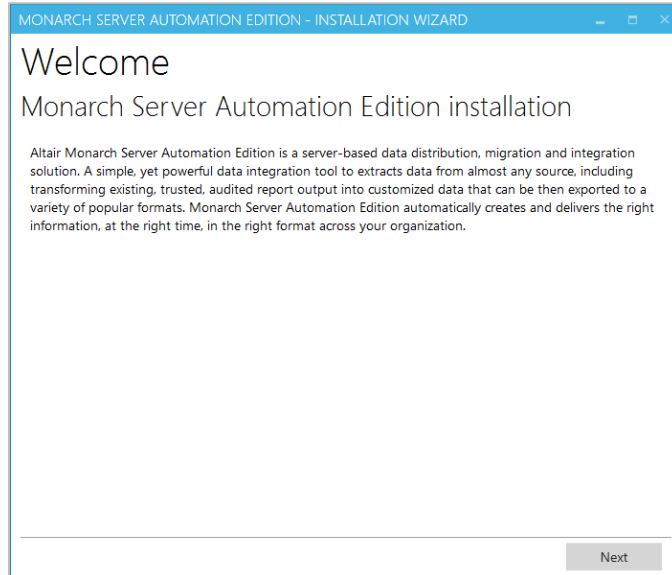 MONARCH SERVER AUTOMATION EDITION - INSTALLATION WIZARD
Welcome
Monarch Server Automation Edition installation
Altair Monarch Server Automation Edition is a server-based data distribution, migration and integration
solution. A simple, yet powerful data integration tool to extracts data from almost any source, including
transforming existing, trusted, audited report output into customized data that can be then exported to a
variety of popular formats. Monarch Server Automation Edition automatically creates and delivers the right
information, at the right time, in the right format across your organization.
Next